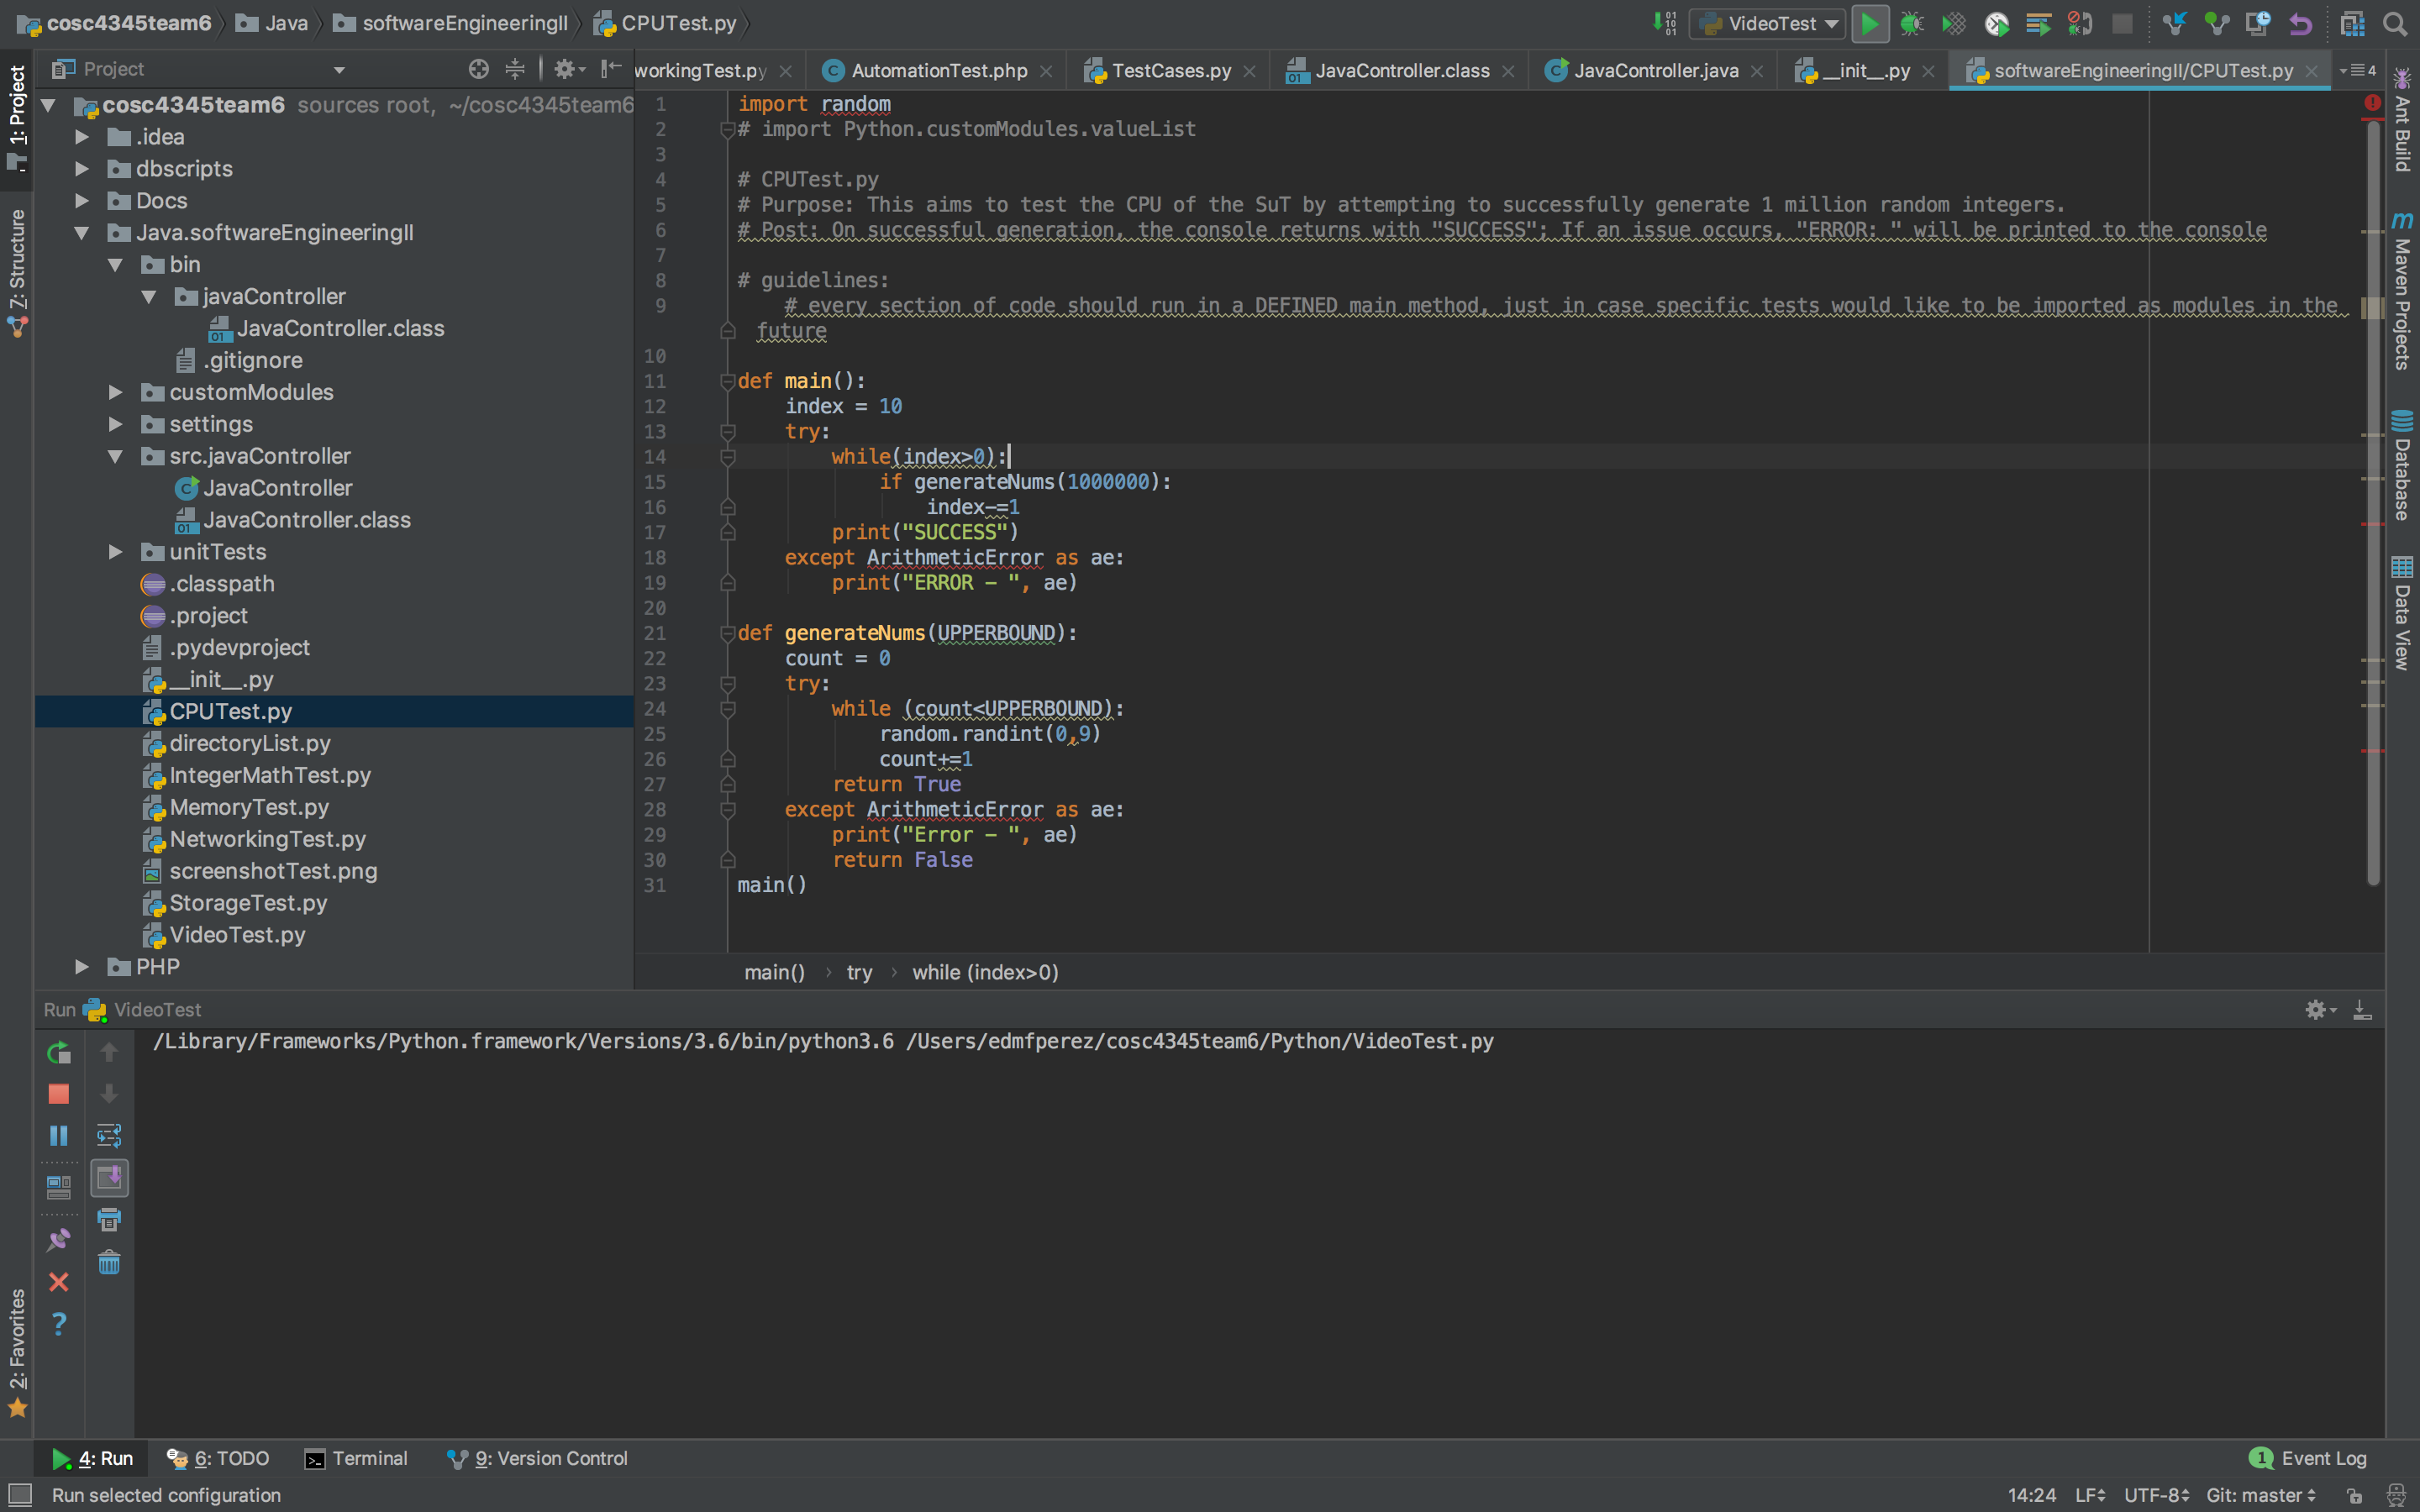 cosc4345team6 Java softwareEngineeringII CPUTest.py
VideoTest
1: Project
7: Structure
2: Favorites
Project
cosc4345team6 sources root, ~/cosc4345team6
.idea
dbscripts
Docs
Java.softwareEngineeringII
bin
javaController
JavaController.class
.gitignore
customModules
settings
src.javaController
JavaController
JavaController.class
unitTests
.classpath
.project
.pydevproject
__init__.py
CPUTest.py
directoryList.py
IntegerMathTest.py
MemoryTest.py
NetworkingTest.py
screenshotTest.png
StorageTest.py
VideoTest.py
PHP
workingTest.py AutomationTest.php TestCases.py JavaController.class JavaController.java __init__.py softwareEngineeringII/CPUTest.py 4
1 import random
2 # import Python.customModules.valueList
3
4 # CPUTest.py
5 # Purpose: This aims to test the CPU of the SuT by attempting to successfully generate 1 million random integers.
6 # Post: On successful generation, the console returns with "SUCCESS"; If an issue occurs, "ERROR: " will be printed to the console
7
8 # guidelines:
9 # every section of code should run in a DEFINED main method, just in case specific tests would like to be imported as modules in the
future
10
11 def main():
12 index = 10
13 try:
14 while(index>0):
15 if generateNums(1000000):
16 index-=1
17 print("SUCCESS")
18 except ArithmeticError as ae:
19 print("ERROR - ", ae)
20
21 def generateNums(UPPERBOUND):
22 count = 0
23 try:
24 while (count<UPPERBOUND):
25 random.randint(0,9)
26 count+=1
27 return True
28 except ArithmeticError as ae:
29 print("Error - ", ae)
30 return False
31 main()
main() › try › while (index>0)
Ant Build
Maven Projects
Database
Data View
Run VideoTest
/Library/Frameworks/Python.framework/Versions/3.6/bin/python3.6 /Users/edmfperez/cosc4345team6/Python/VideoTest.py
4: Run 6: TODO Terminal 9: Version Control 1 Event Log
Run selected configuration 14:24 LF UTF-8 Git: master